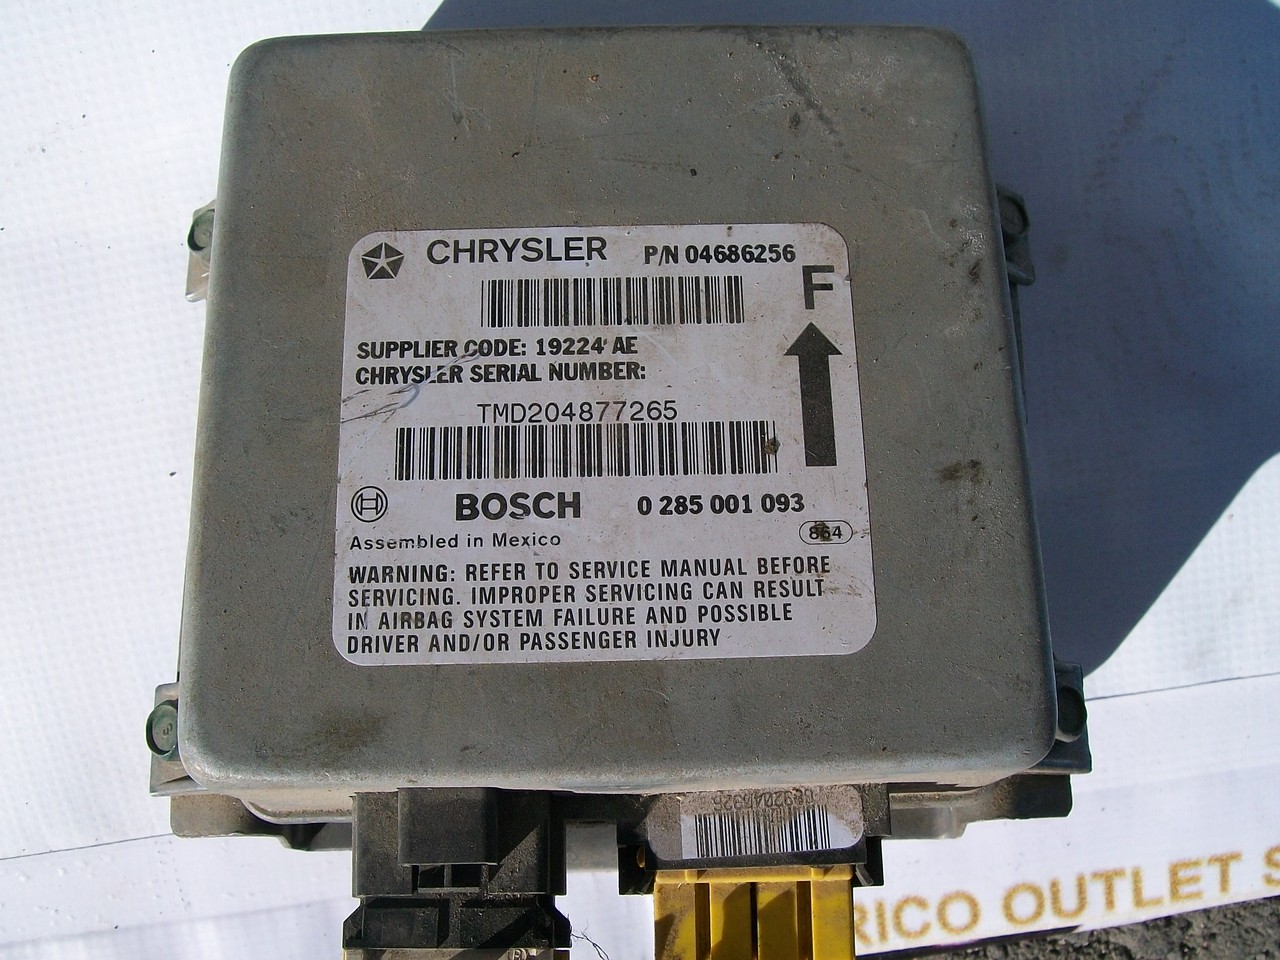 CHRYSLER P/N 04686256
F
SUPPLIER CODE: 19224 AE
CHRYSLER SERIAL NUMBER:
TMD204877265
BOSCH 0 285 001 093
Assembled in Mexico 864
WARNING: REFER TO SERVICE MANUAL BEFORE
SERVICING. IMPROPER SERVICING CAN RESULT
IN AIRBAG SYSTEM FAILURE AND POSSIBLE
DRIVER AND/OR PASSENGER INJURY
RICO OUTLET S